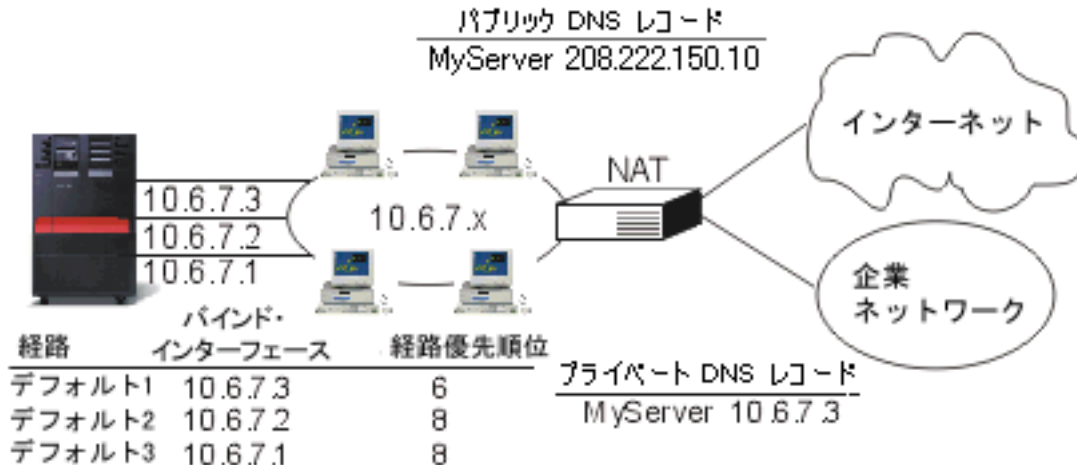 パブリック DNS レコード
MyServer 208.222.150.10
インターネット
NAT
10.6.7.3
10.6.7.2
10.6.7.1
10.6.7.x
企業
ネットワーク
経路 バインド・インターフェース 経路優先順位
デフォルト1 10.6.7.3 6
デフォルト2 10.6.7.2 8
デフォルト3 10.6.7.1 8
プライベート DNS レコード
MyServer 10.6.7.3